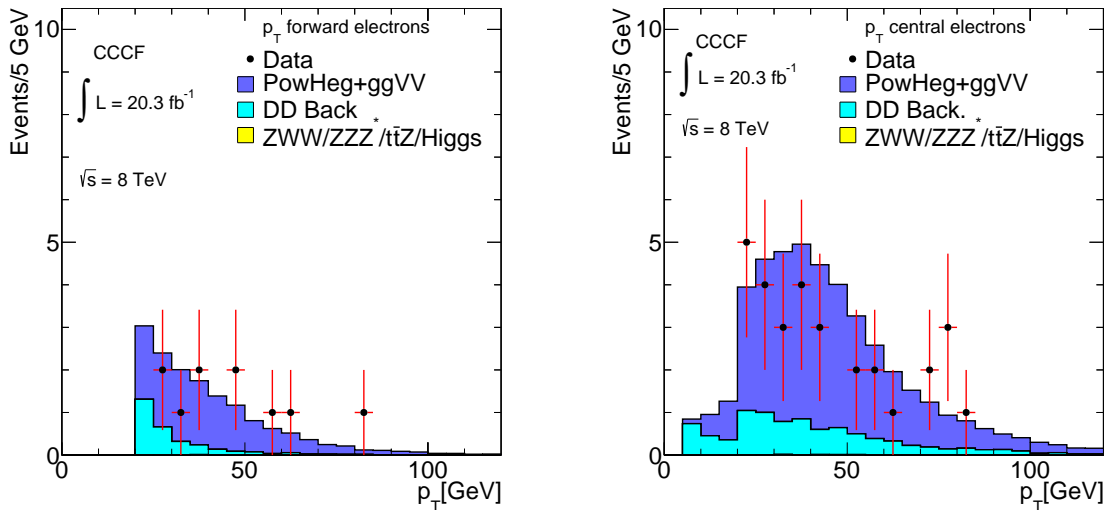 p_T forward electrons
CCCF
Data
PowHeg+ggVV
DD Back
ZWW/ZZZ*/tt̄Z/Higgs
∫ L = 20.3 fb⁻¹
√s = 8 TeV
Events/5 GeV
10
5
0
0
50
100
p_T[GeV]
p_T central electrons
CCCF
Data
PowHeg+ggVV
DD Back.
ZWW/ZZZ*/tt̄Z/Higgs
∫ L = 20.3 fb⁻¹
√s = 8 TeV
Events/5 GeV
10
5
0
0
50
100
p_T[GeV]